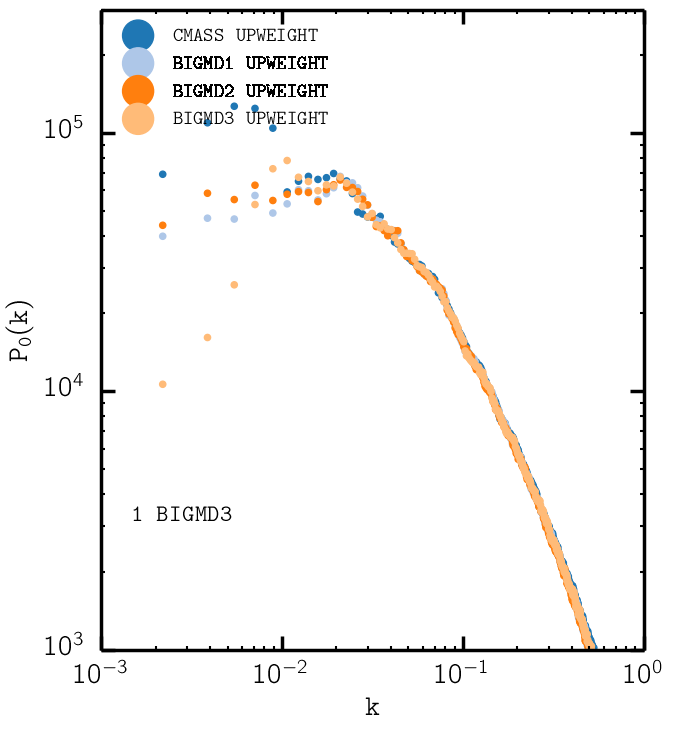 CMASS UPWEIGHT
BIGMD1 UPWEIGHT
BIGMD2 UPWEIGHT
BIGMD3 UPWEIGHT
10^5
10^4
10^3
P_0(k)
1 BIGMD3
10^{-3} 10^{-2} 10^{-1} 10^0
k